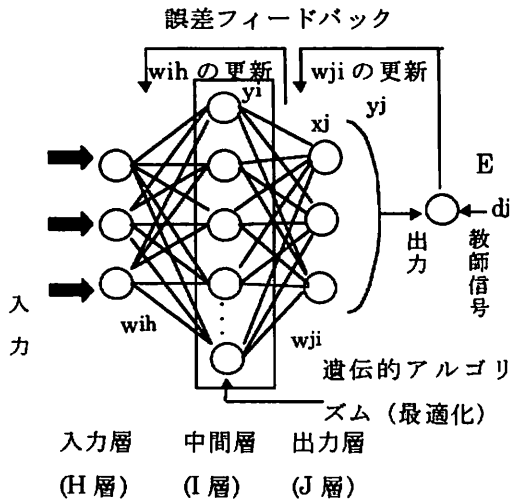 誤差フィードバック
wih の更新
wji の更新
yi
xj
yj
E
dj
出力
教師信号
入力
wih
wji
遺伝的アルゴリ
ズム (最適化)
入力層
中間層
出力層
(H 層)
(I 層)
(J 層)